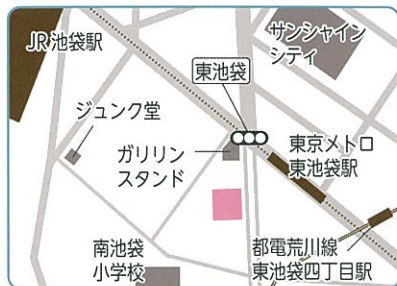 JR池袋駅
サンシャイン
シティ
東池袋
ジュンク堂
ガソリン
スタンド
東京メトロ
東池袋駅
南池袋
小学校
都電荒川線
東池袋四丁目駅